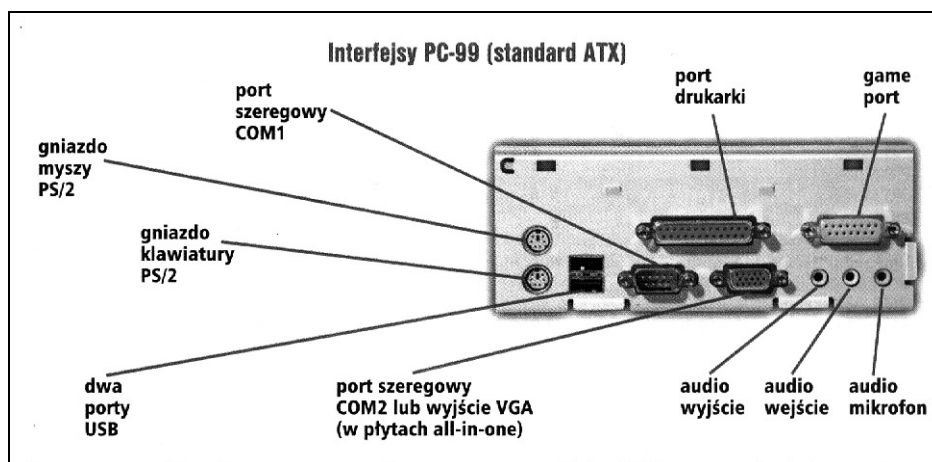 Interfejsy PC-99 (standard ATX)
port
szeregowy
COM1
port
drukarki
game
port
gniazdo
myszy
PS/2
gniazdo
klawiatury
PS/2
dwa
porty
USB
port szeregowy
COM2 lub wyjście VGA
(w płytach all-in-one)
audio
wyjście
audio
wejście
audio
mikrofon